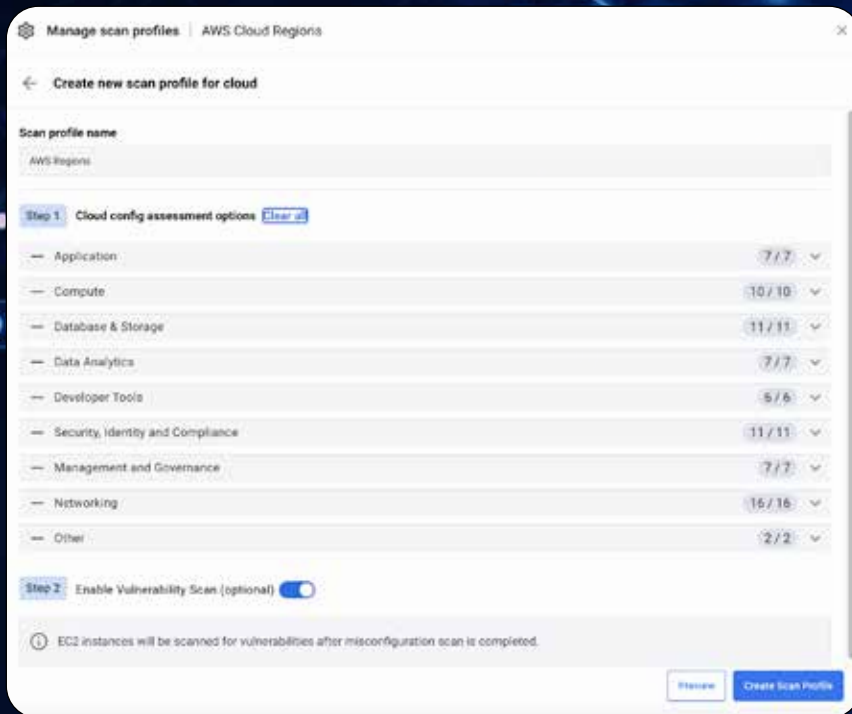 Manage scan profiles | AWS Cloud Regions
Create new scan profile for cloud
Scan profile name
AWS Regions
Step 1 Cloud config assessment options Clear all
Application 7 / 7
Compute 10 / 10
Database & Storage 11 / 11
Data Analytics 7 / 7
Developer Tools 6 / 6
Security, Identity and Compliance 11 / 11
Management and Governance 7 / 7
Networking 16 / 16
Other 2 / 2
Step 2 Enable Vulnerability Scan (optional)
EC2 instances will be scanned for vulnerabilities after misconfiguration scan is completed.
Preview Create Scan Profile